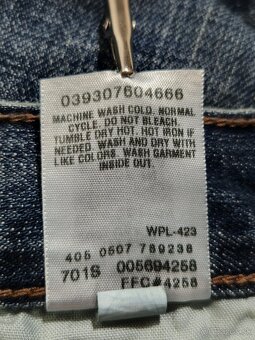 039307604666
MACHINE WASH COLD. NORMAL
CYCLE. DO NOT BLEACH.
TUMBLE DRY HOT. HOT IRON IF
NEEDED. WASH AND DRY WITH
LIKE COLORS. WASH GARMENT
INSIDE OUT.
WPL-423
405 0507 789238
701S 005694258
FFC#4258